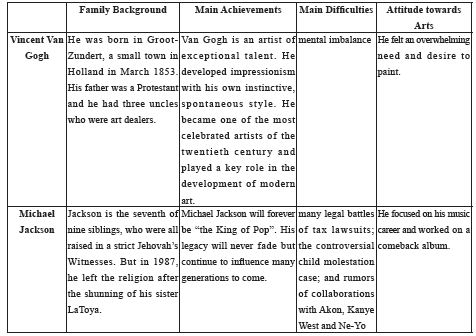 Family Background
Main Achievements
Main Difficulties
Attitude towards
Arts
Vincent Van
Gogh
He was born in Groot-
Zundert, a small town in
Holland in March 1853.
His father was a Protestant
and he had three uncles
who were art dealers.
Van Gogh is an artist of
exceptional talent. He
developed impressionism
with his own instinctive,
spontaneous style. He
became one of the most
celebrated artists of the
twentieth century and
played a key role in the
development of modern
art.
mental imbalance
He felt an overwhelming
need and desire to
paint.
Michael
Jackson
Jackson is the seventh of
nine siblings, who were all
raised in a strict Jehovah's
Witnesses. But in 1987,
he left the religion after
the shunning of his sister
LaToya.
Michael Jackson will forever
be “the King of Pop”. His
legacy will never fade but
continue to influence many
generations to come.
many legal battles
of tax lawsuits;
the controversial
child molestation
case; and rumors
of collaborations
with Akon, Kanye
West and Ne-Yo
He focused on his music
career and worked on a
comeback album.